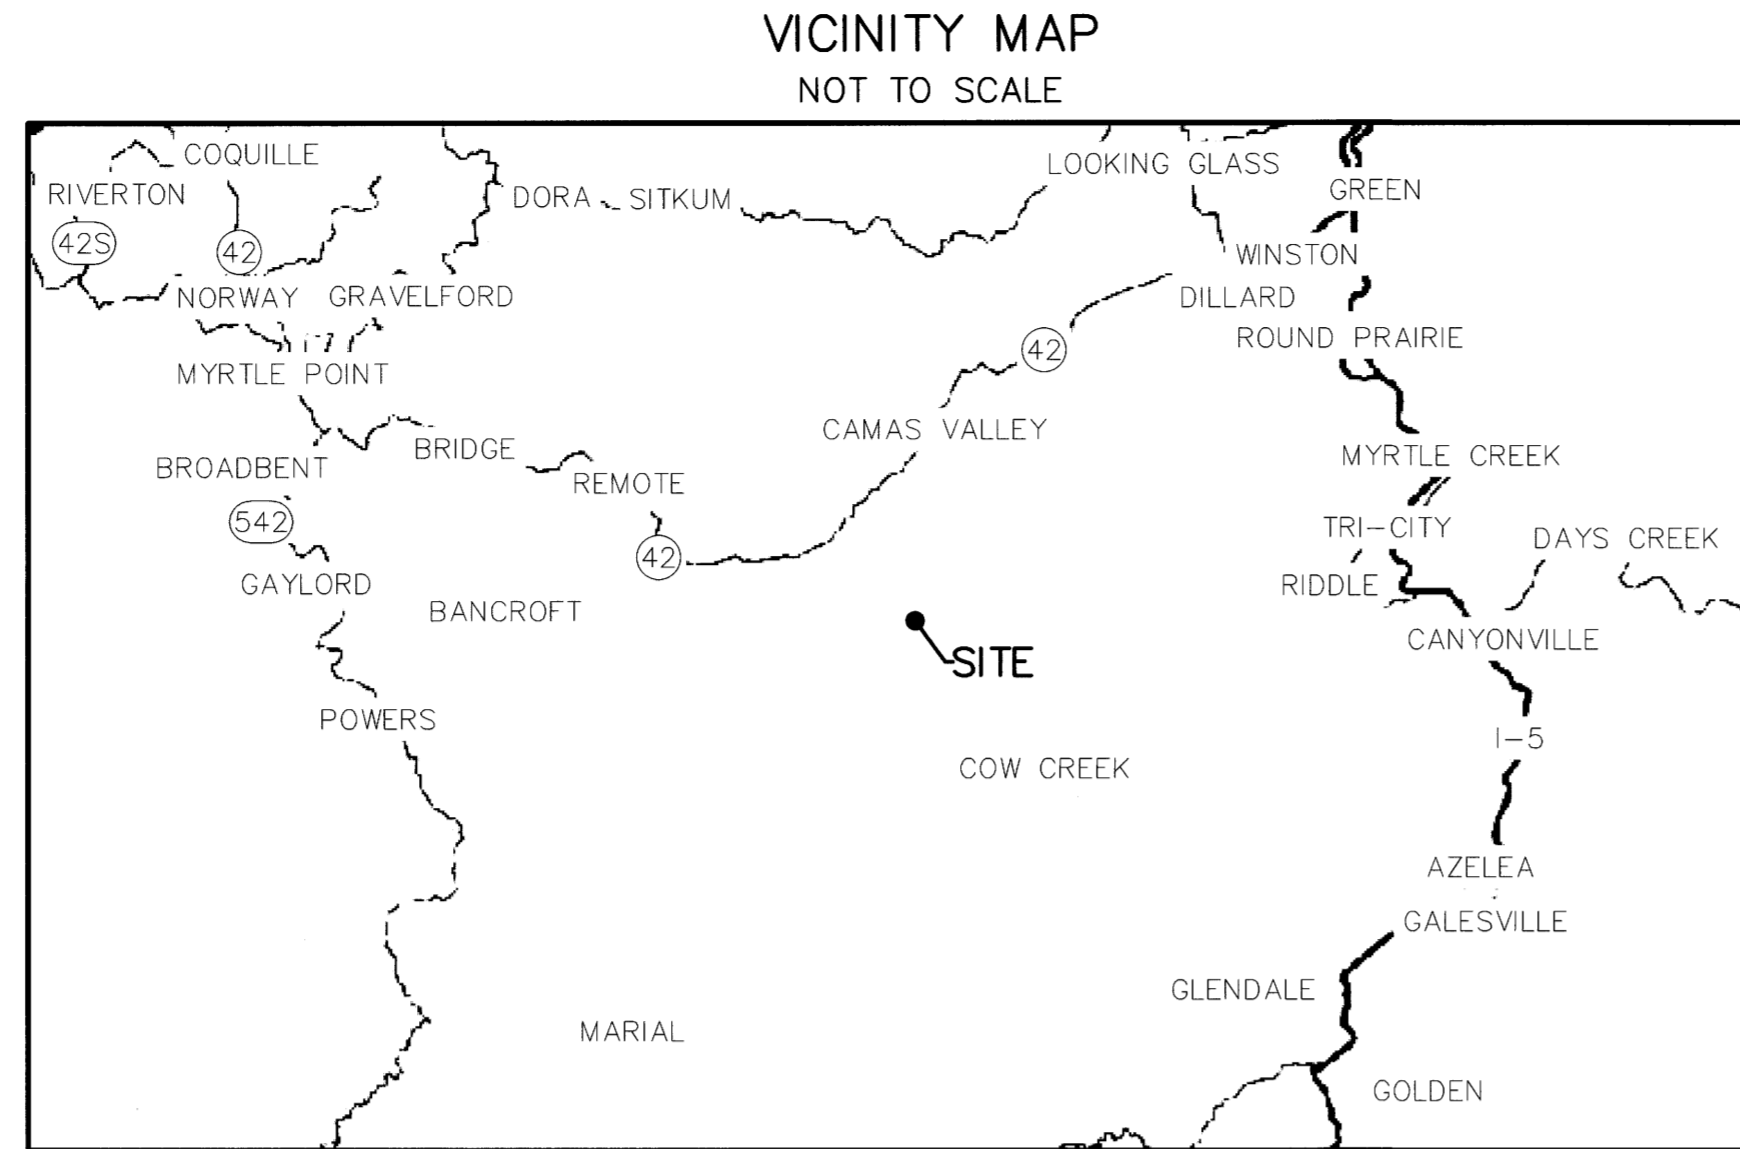 VICINITY MAP
NOT TO SCALE
COQUILLE
LOOKING GLASS
RIVERTON
GREEN
DORA
SITKUM
42S
42
WINSTON
NORWAY
GRAVELFORD
DILLARD
ROUND PRAIRIE
42
MYRTLE POINT
CAMAS VALLEY
BRIDGE
MYRTLE CREEK
BROADBENT
REMOTE
542
TRI-CITY
DAYS CREEK
42
GAYLORD
RIDDLE
BANCROFT
CANYONVILLE
SITE
POWERS
I-5
COW CREEK
AZELEA
GALESVILLE
GLENDALE
MARIAL
GOLDEN